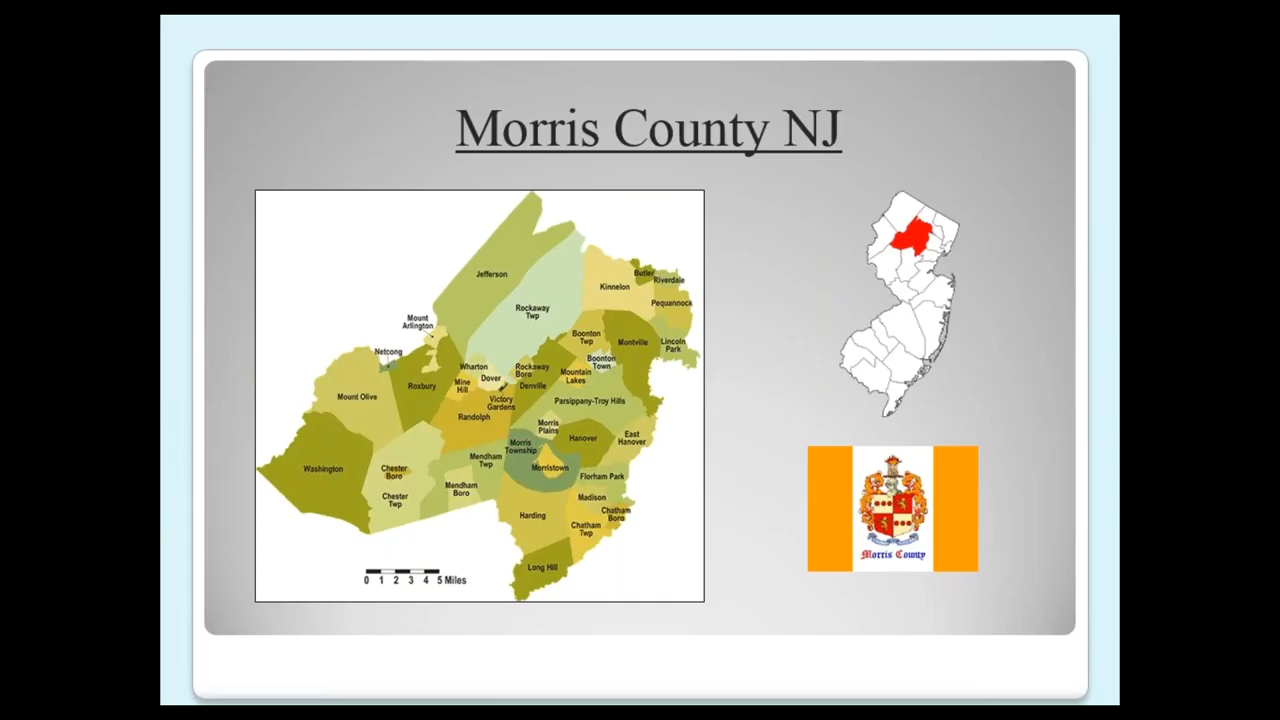 Morris County NJ
Jefferson
Rockaway
Twp
Kinnelon
Butler
Riverdale
Pequannock
Mount
Arlington
Netcong
Boonton
Twp
Montville
Lincoln
Park
Boonton
Town
Wharton
Rockaway
Boro
Mountain
Lakes
Mount Olive
Roxbury
Mine
Hill
Dover
Denville
Victory
Gardens
Parsippany-Troy Hills
Randolph
Morris
Plains
Hanover
East
Hanover
Morris
Township
Washington
Chester
Boro
Mendham
Twp
Morristown
Florham Park
Chester
Twp
Mendham
Boro
Madison
Chatham
Boro
Harding
Chatham
Twp
Long Hill
0 1 2 3 4 5 Miles
Morris County